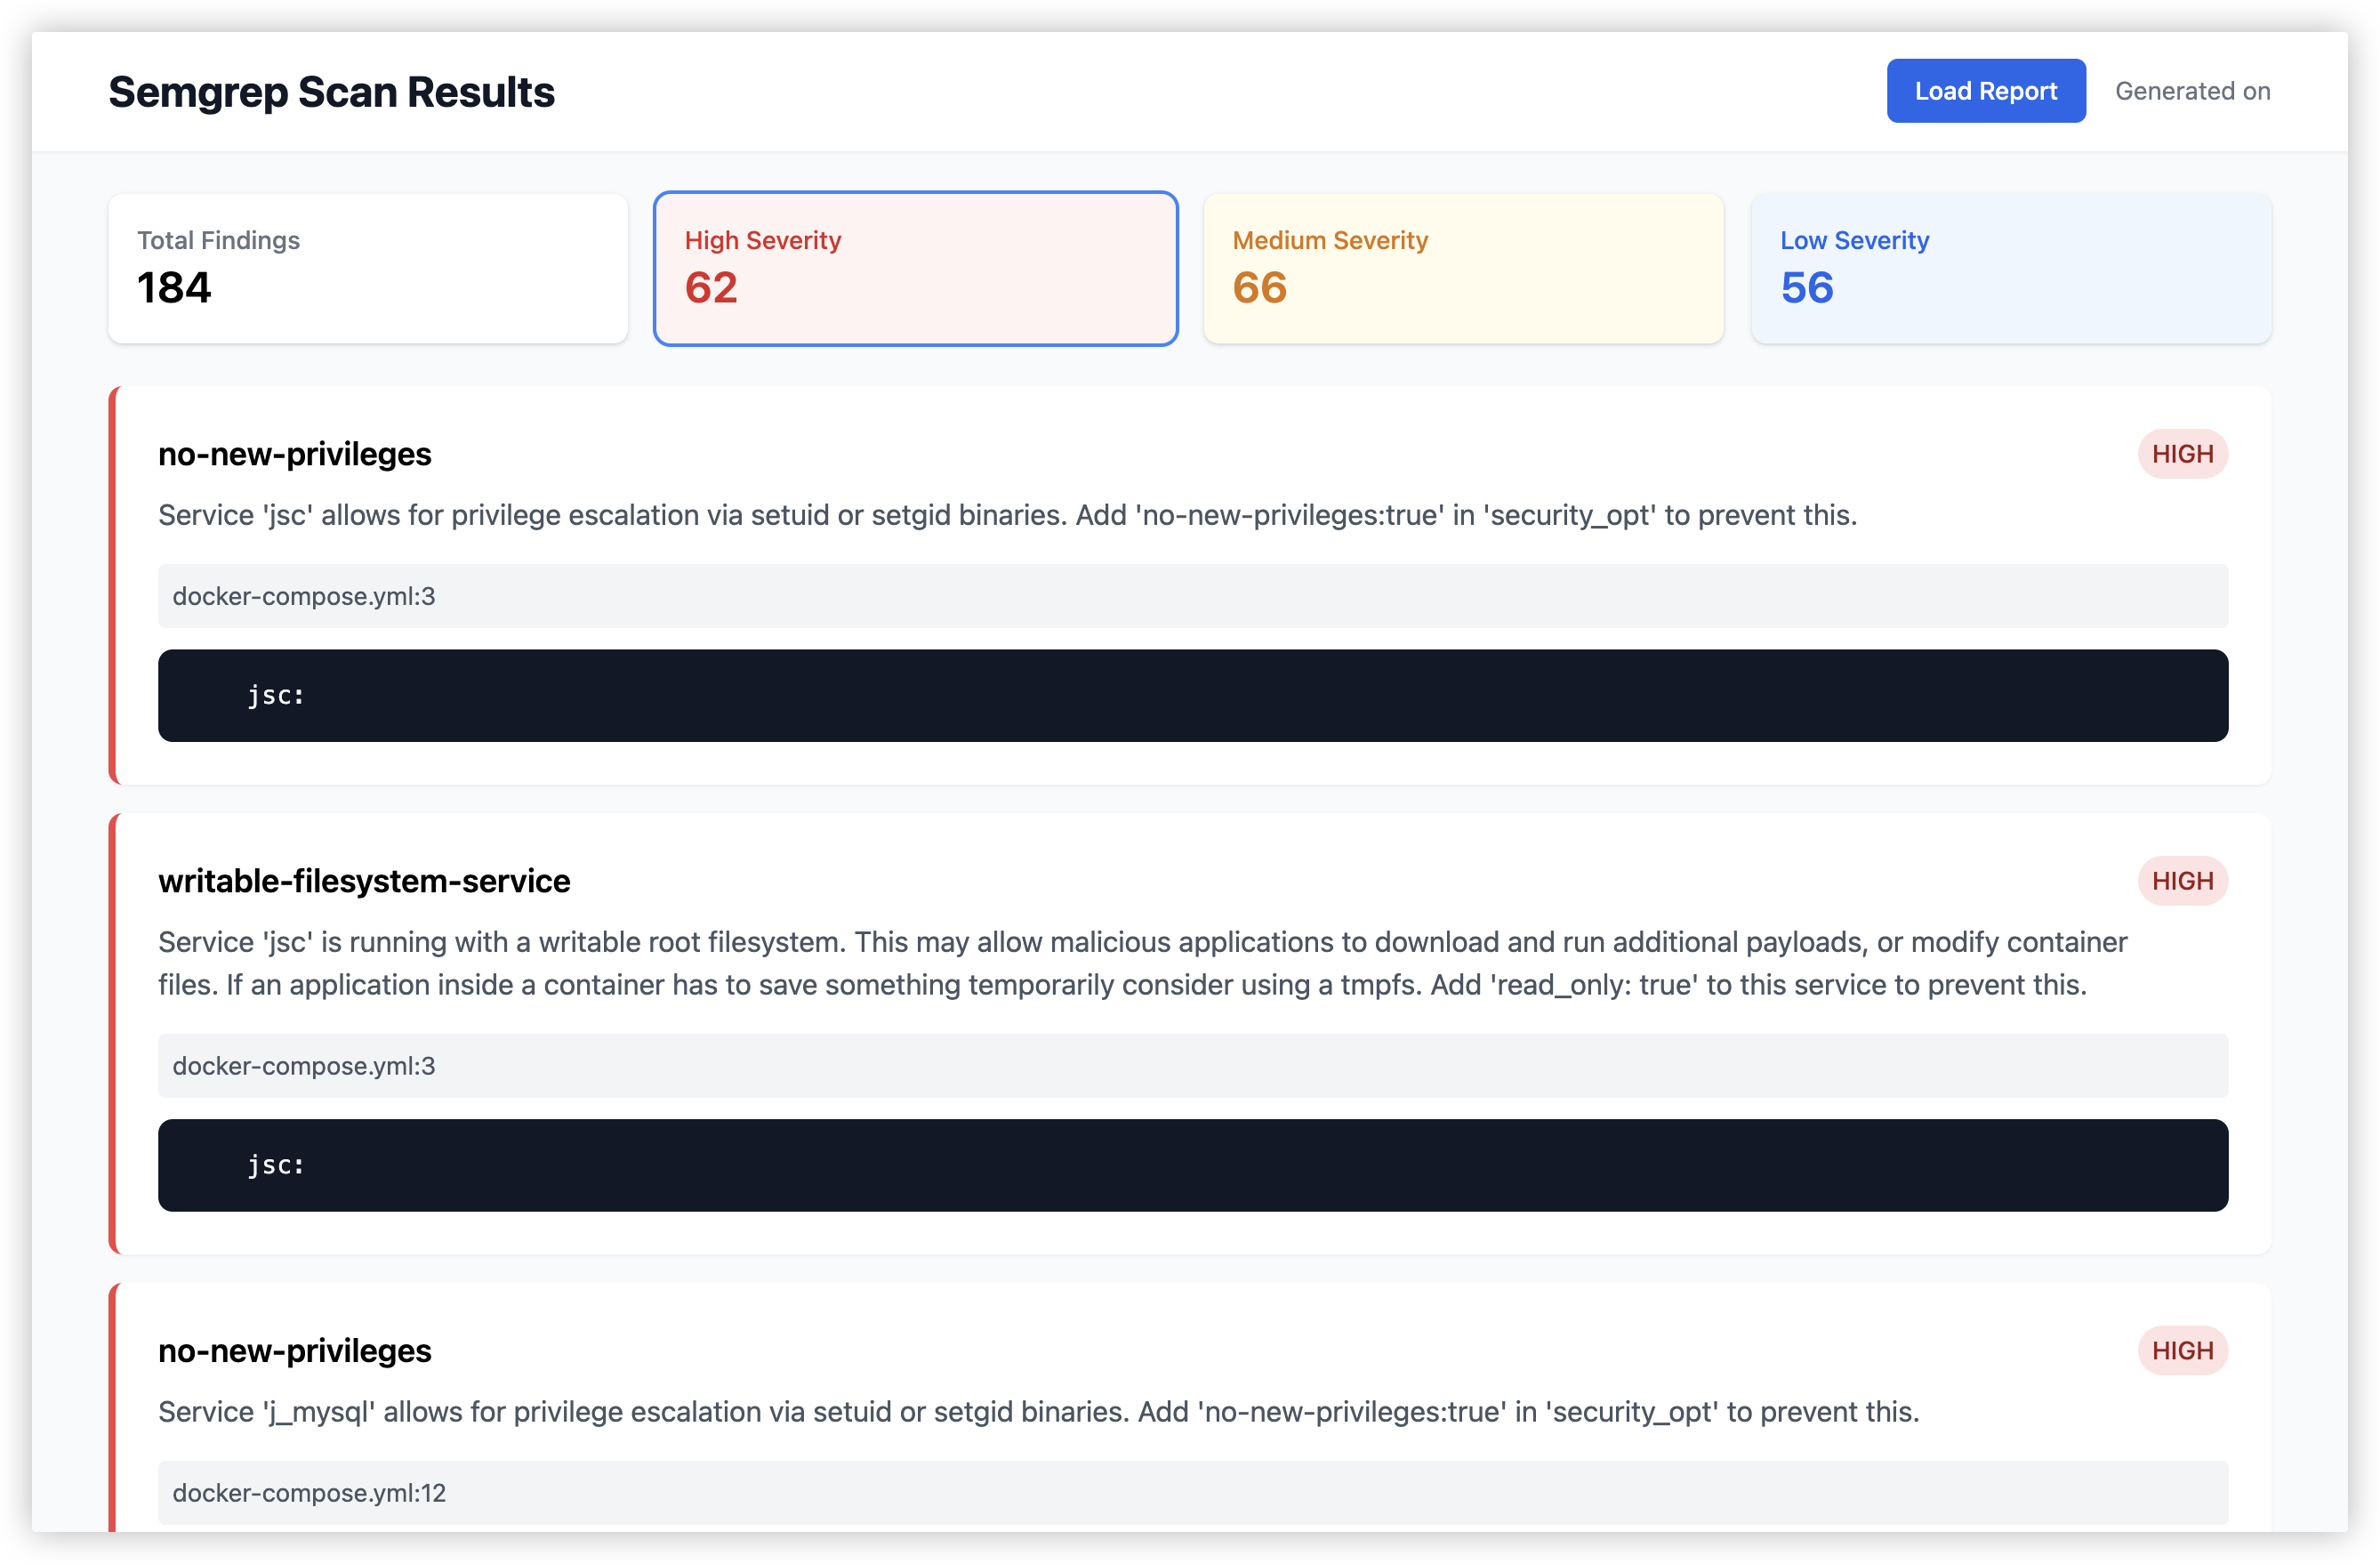 Semgrep Scan Results
Load Report
Generated on
Total Findings
184
High Severity
62
Medium Severity
66
Low Severity
56
no-new-privileges
HIGH
Service 'jsc' allows for privilege escalation via setuid or setgid binaries. Add 'no-new-privileges:true' in 'security_opt' to prevent this.
docker-compose.yml:3
jsc:
writable-filesystem-service
HIGH
Service 'jsc' is running with a writable root filesystem. This may allow malicious applications to download and run additional payloads, or modify container
files. If an application inside a container has to save something temporarily consider using a tmpfs. Add 'read_only: true' to this service to prevent this.
docker-compose.yml:3
jsc:
no-new-privileges
HIGH
Service 'j_mysql' allows for privilege escalation via setuid or setgid binaries. Add 'no-new-privileges:true' in 'security_opt' to prevent this.
docker-compose.yml:12